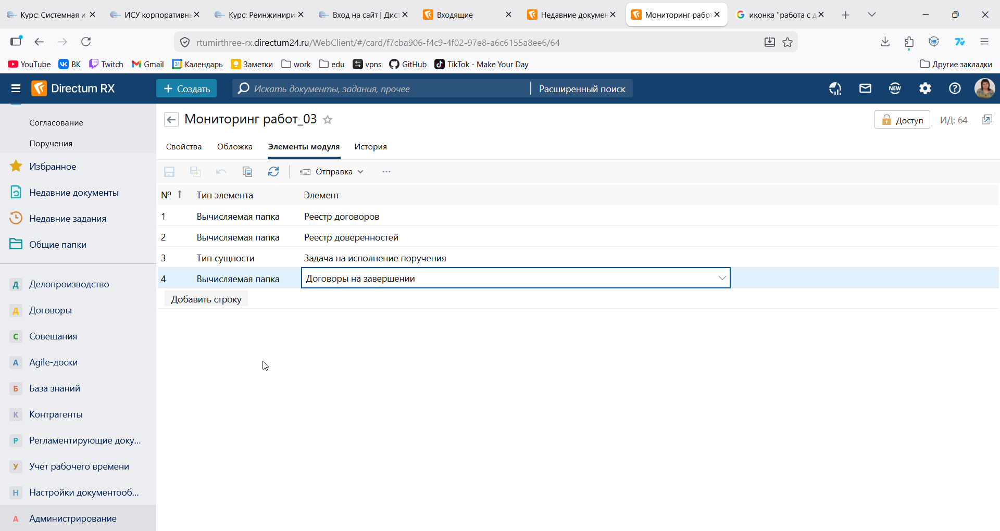 Курс: Системная и
ИСУ корпоративнь
Курс: Реинжинири
Вход на сайт | Дист
Входящие
Недавние докумен
Мониторинг работ
иконка "работа с д
rtumirthree-rx.directum24.ru/WebClient/#/card/f7cba906-f4c9-4f02-97e8-a6c6155a8ee6/64
YouTube
ВК
Twitch
Gmail
31 Календарь
Заметки
work
edu
vpns
GitHub
TikTok - Make Your Day
Другие закладки
Directum RX
+ Создать
Искать документы, задания, прочее
Расширенный поиск
NEW
Согласование
Поручения
Избранное
Недавние документы
Недавние задания
Общие папки
Д Делопроизводство
Д Договоры
С Совещания
А Agile-доски
Б База знаний
К Контрагенты
Р Регламентирующие доку...
У Учет рабочего времени
Н Настройки документооб...
А Администрирование
Мониторинг работ_03
Доступ
ИД: 64
Свойства
Обложка
Элементы модуля
История
Отправка
№ Тип элемента Элемент
1 Вычисляемая папка Реестр договоров
2 Вычисляемая папка Реестр доверенностей
3 Тип сущности Задача на исполнение поручения
4 Вычисляемая папка Договоры на завершении
Добавить строку